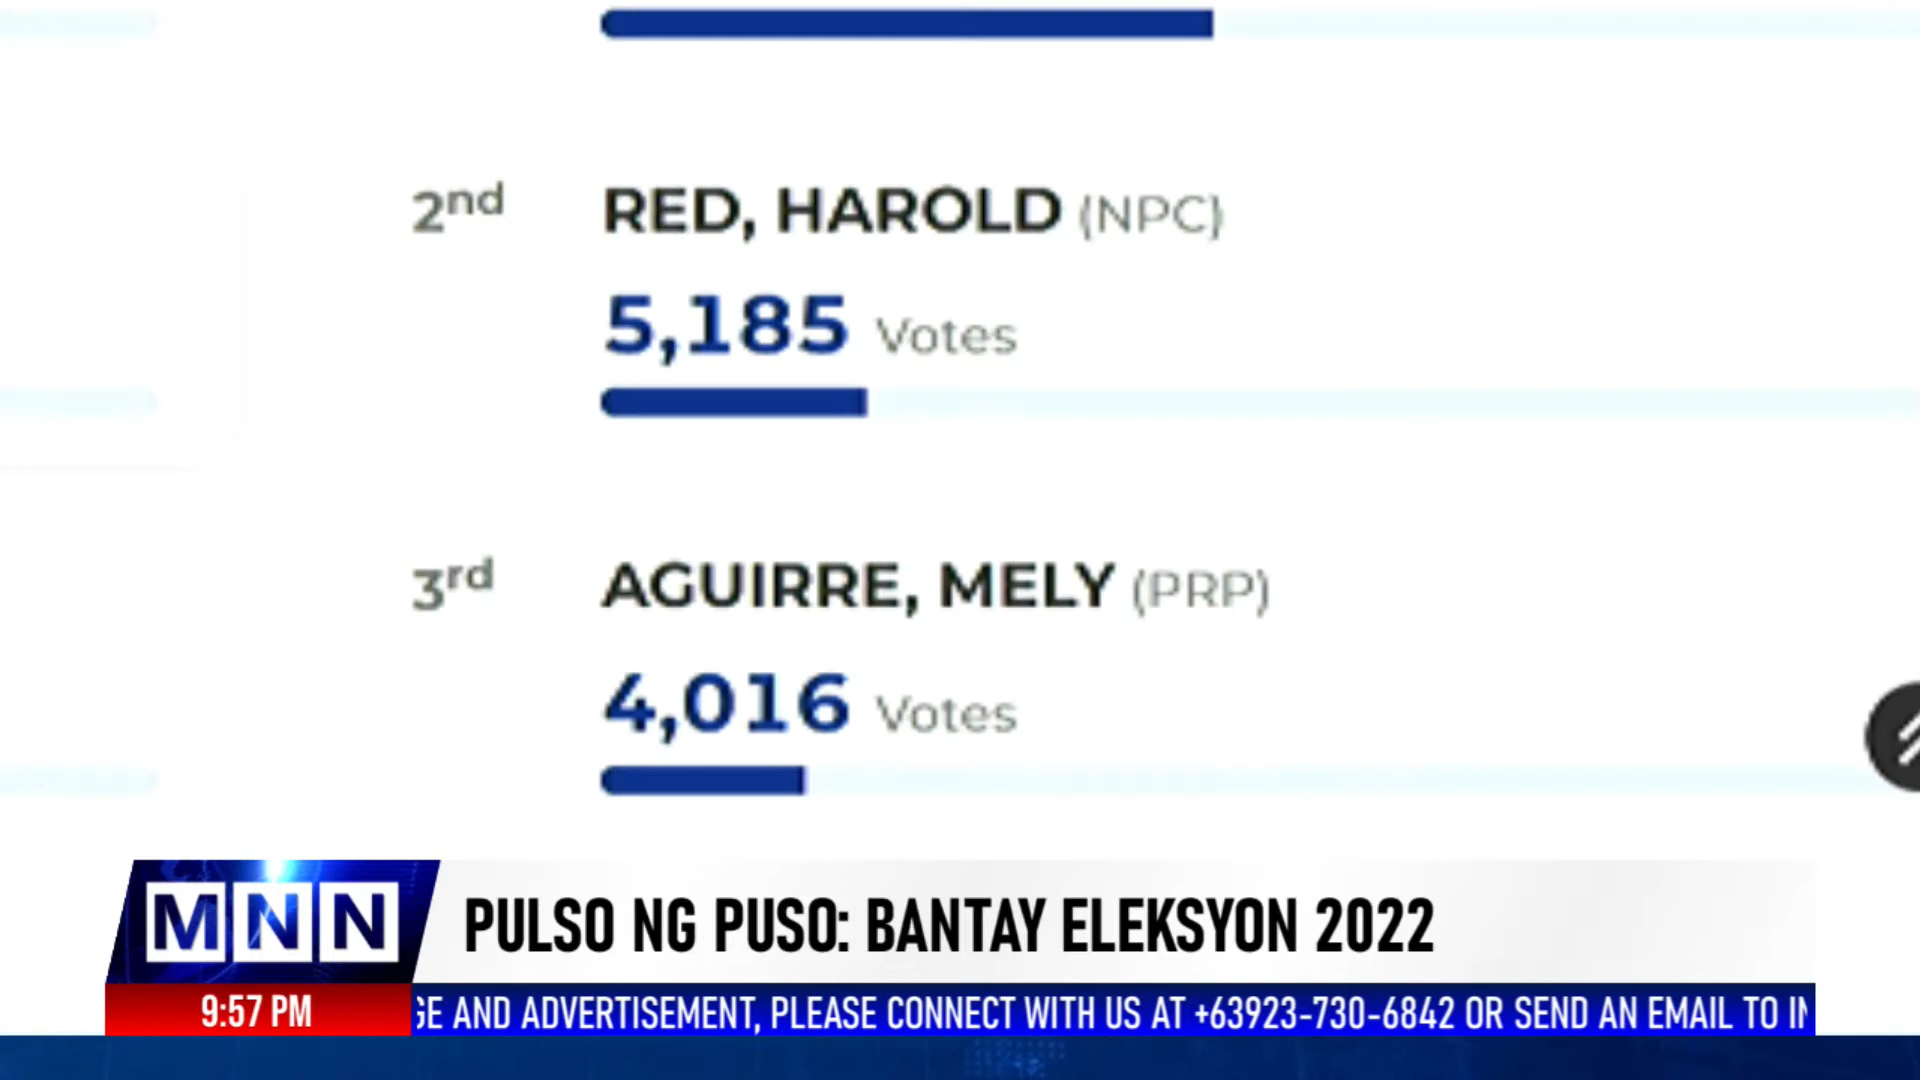 2nd RED, HAROLD (NPC)
5,185 Votes
3rd AGUIRRE, MELY (PRP)
4,016 Votes
MNN PULSO NG PUSO: BANTAY ELEKSYON 2022
9:57 PM GE AND ADVERTISEMENT, PLEASE CONNECT WITH US AT +63923-730-6842 OR SEND AN EMAIL TO IN